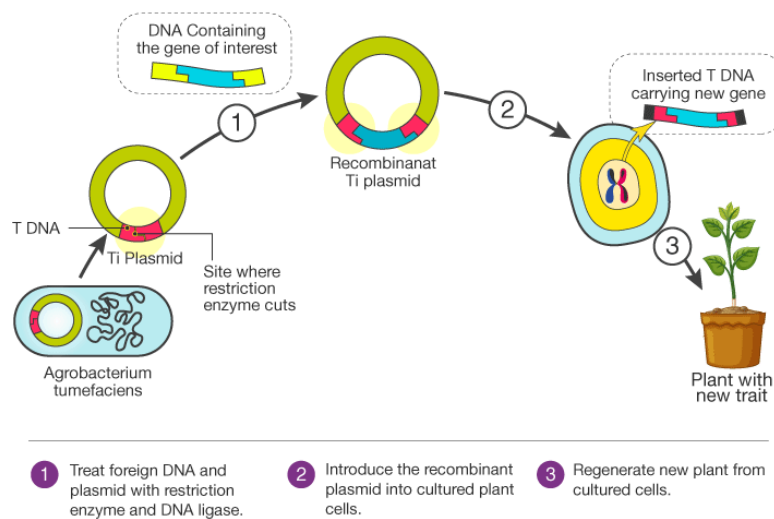 DNA Containing
the gene of interest
1
Recombinanat
Ti plasmid
2
Inserted T DNA
carrying new gene
T DNA
Ti Plasmid
Site where
restriction
enzyme cuts
Agrobacterium
tumefaciens
3
Plant with
new trait
1 Treat foreign DNA and
plasmid with restriction
enzyme and DNA ligase.
2 Introduce the recombinant
plasmid into cultured plant
cells.
3 Regenerate new plant from
cultured cells.